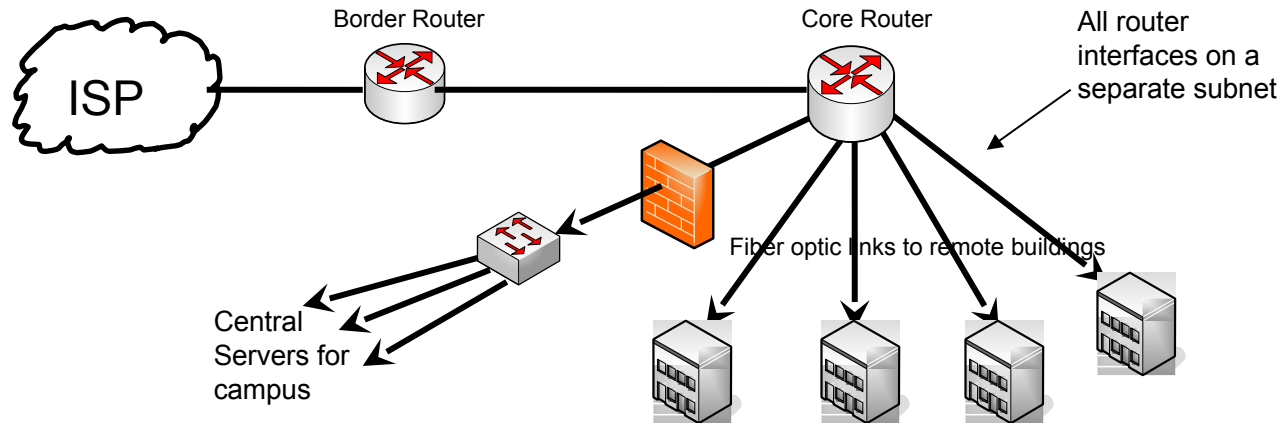 Border Router
Core Router
All router
interfaces on a
separate subnet
ISP
Fiber optic links to remote buildings
Central
Servers for
campus